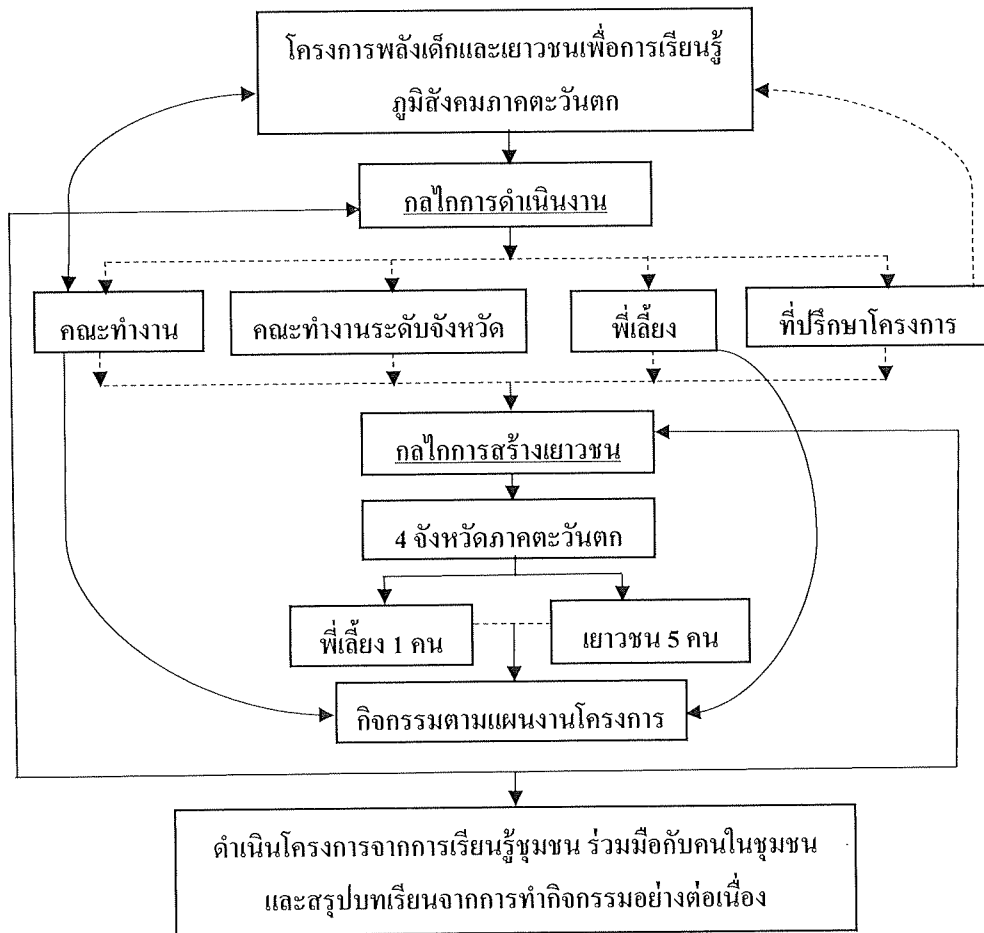 โครงการพลังเด็กและเยาวชนเพื่อการเรียนรู้
ภูมิสังคมภาคตะวันตก
กลไกการดำเนินงาน
คณะทำงาน
คณะทำงานระดับจังหวัด
พี่เลี้ยง
ที่ปรึกษาโครงการ
กลไกการสร้างเยาวชน
4 จังหวัดภาคตะวันตก
พี่เลี้ยง 1 คน
เยาวชน 5 คน
กิจกรรมตามแผนงานโครงการ
ดำเนินโครงการจากการเรียนรู้ชุมชน ร่วมมือกับคนในชุมชน
และสรุปบทเรียนจากการทำกิจกรรมอย่างต่อเนื่อง